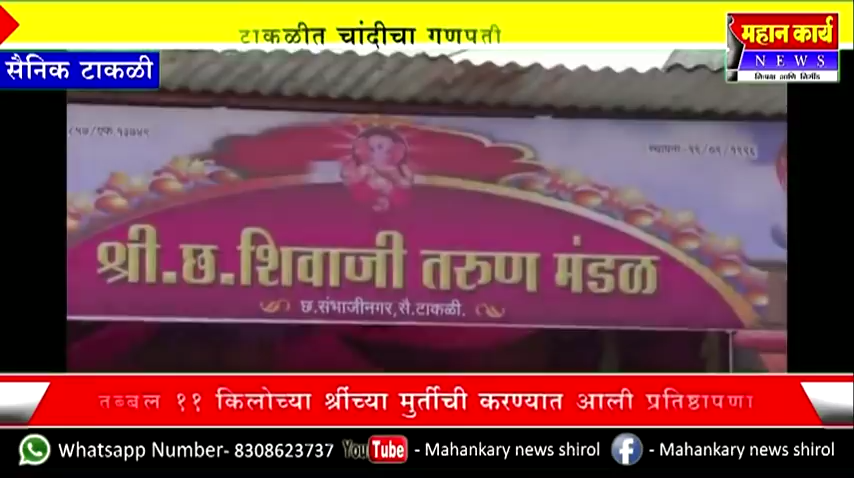 टाकळीत चांदीचा गणपती
महान कार्य
NEWS
सैनिक टाकळी
श्री.छ.शिवाजी तरुण मंडळ
छ.संभाजीनगर,सै.टाकळी.
तब्बल ११ किलोच्या श्रींच्या मुर्तीची करण्यात आली प्रतिष्ठापणा
Whatsapp Number- 8308623737 YouTube - Mahankary news shirol f - Mahankary news shirol